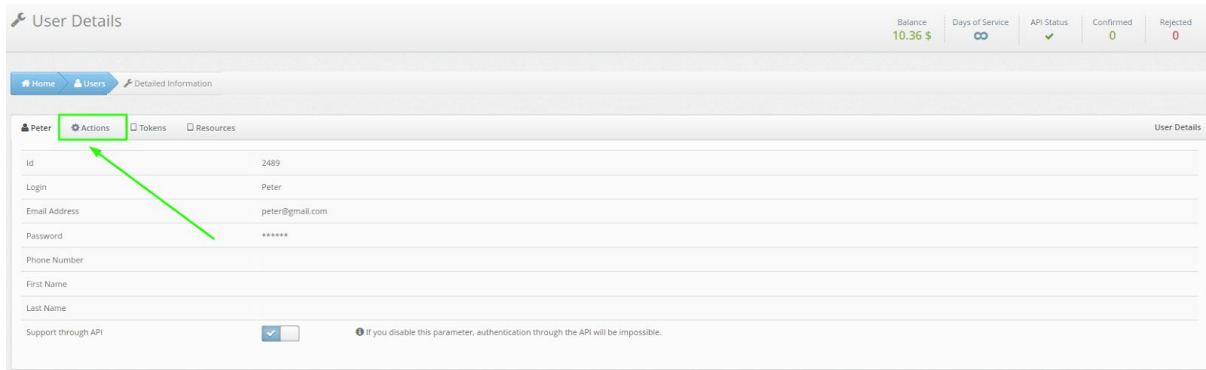 User Details
Balance Days of Service API Status Confirmed Rejected
10.36 $ 0 0
Home Users Detailed Information
Peter Actions Tokens Resources User Details
Id 2489
Login Peter
Email Address peter@gmail.com
Password ******
Phone Number
First Name
Last Name
Support through API If you disable this parameter, authentication through the API will be impossible.